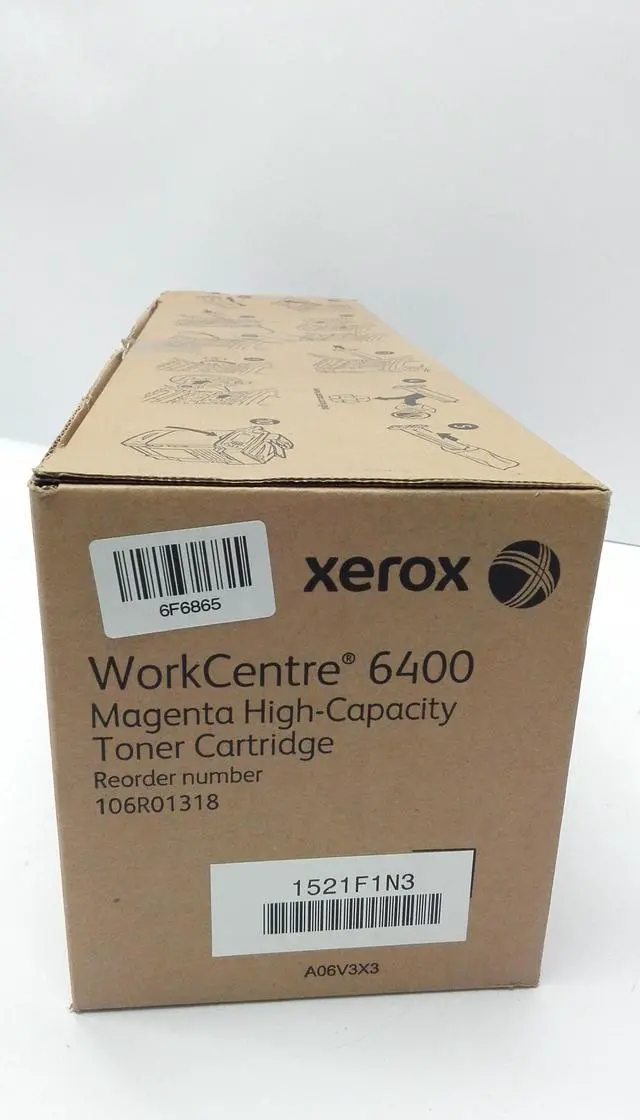 6F6865
xerox
WorkCentre® 6400
Magenta High-Capacity
Toner Cartridge
Reorder number
106R01318
1521F1N3
A06V3X3